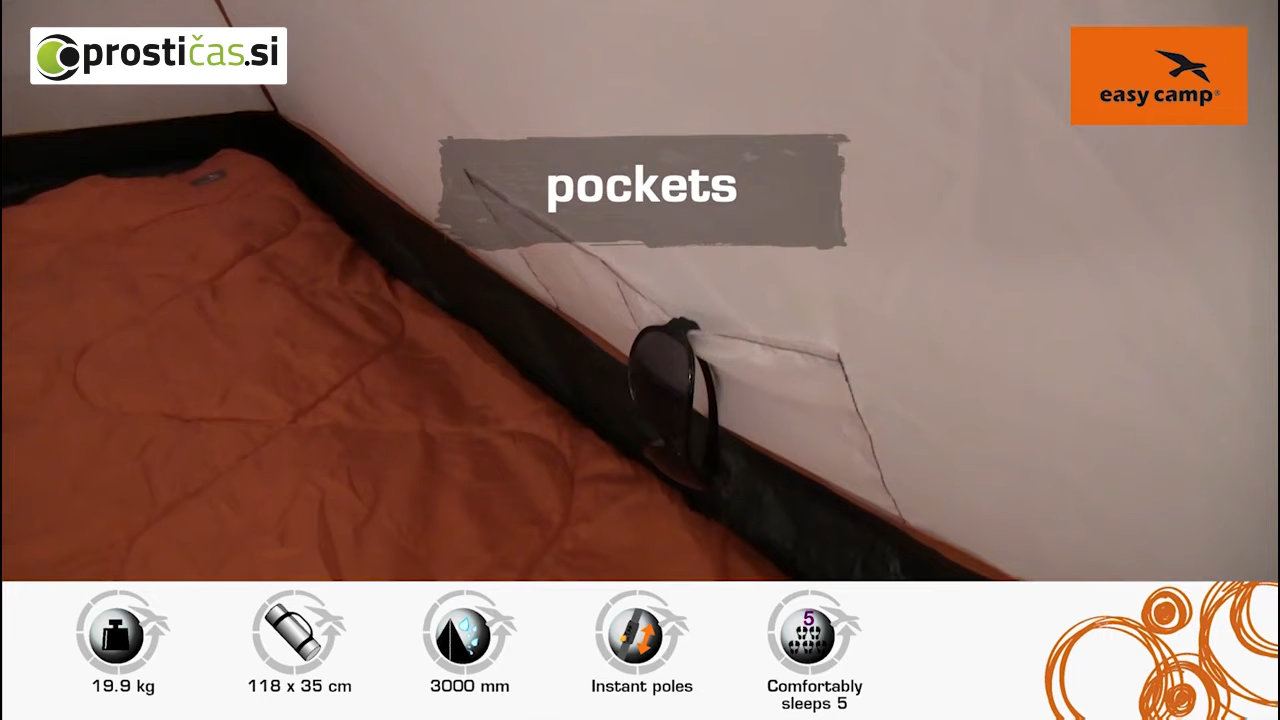 prostičas.si
easy camp®
pockets
5
19.9 kg
118 x 35 cm
3000 mm
Instant poles
Comfortably
sleeps 5